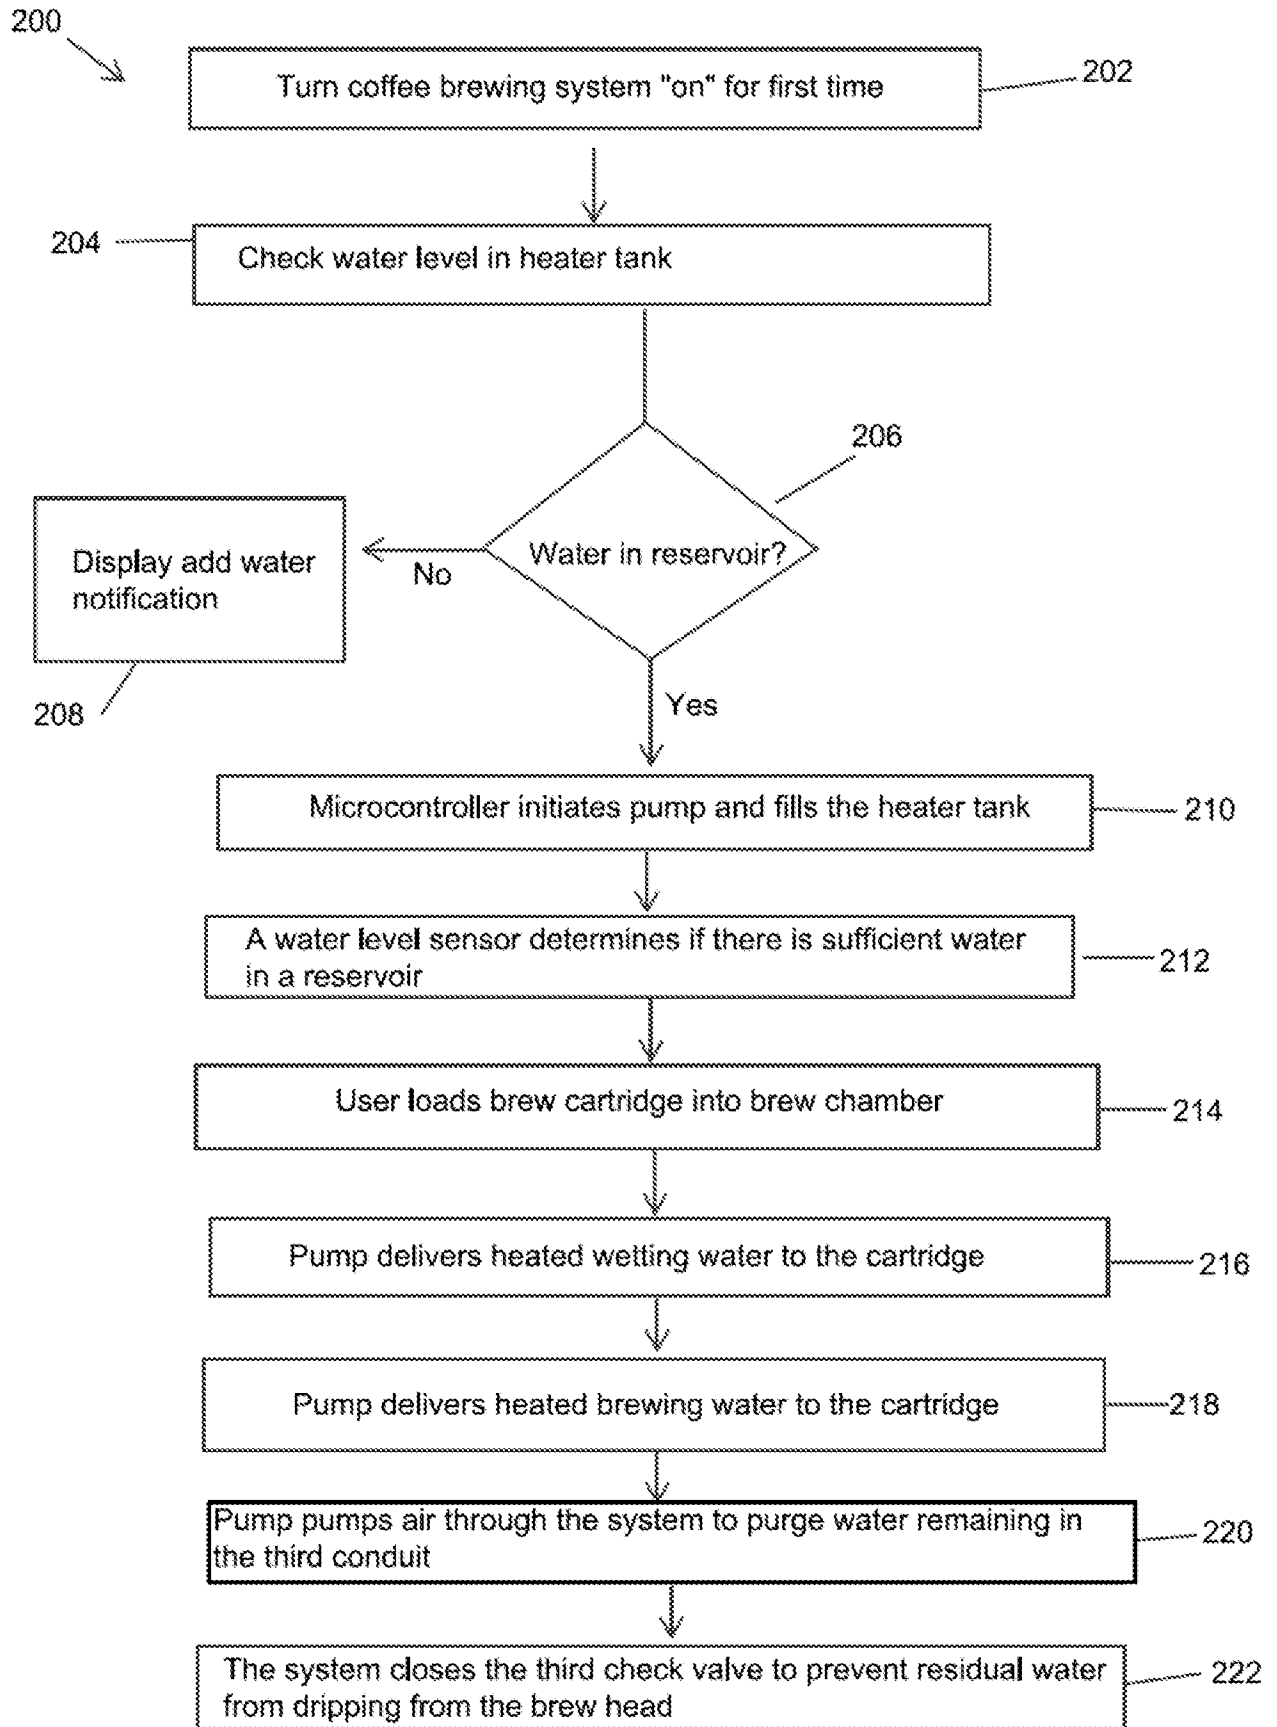 200
Turn coffee brewing system "on" for first time
202
204
Check water level in heater tank
206
Water in reservoir?
No
Display add water
notification
208
Yes
Microcontroller initiates pump and fills the heater tank
210
A water level sensor determines if there is sufficient water
in a reservoir
212
User loads brew cartridge into brew chamber
214
Pump delivers heated wetting water to the cartridge
216
Pump delivers heated brewing water to the cartridge
218
Pump pumps air through the system to purge water remaining in
the third conduit
220
The system closes the third check valve to prevent residual water
from dripping from the brew head
222